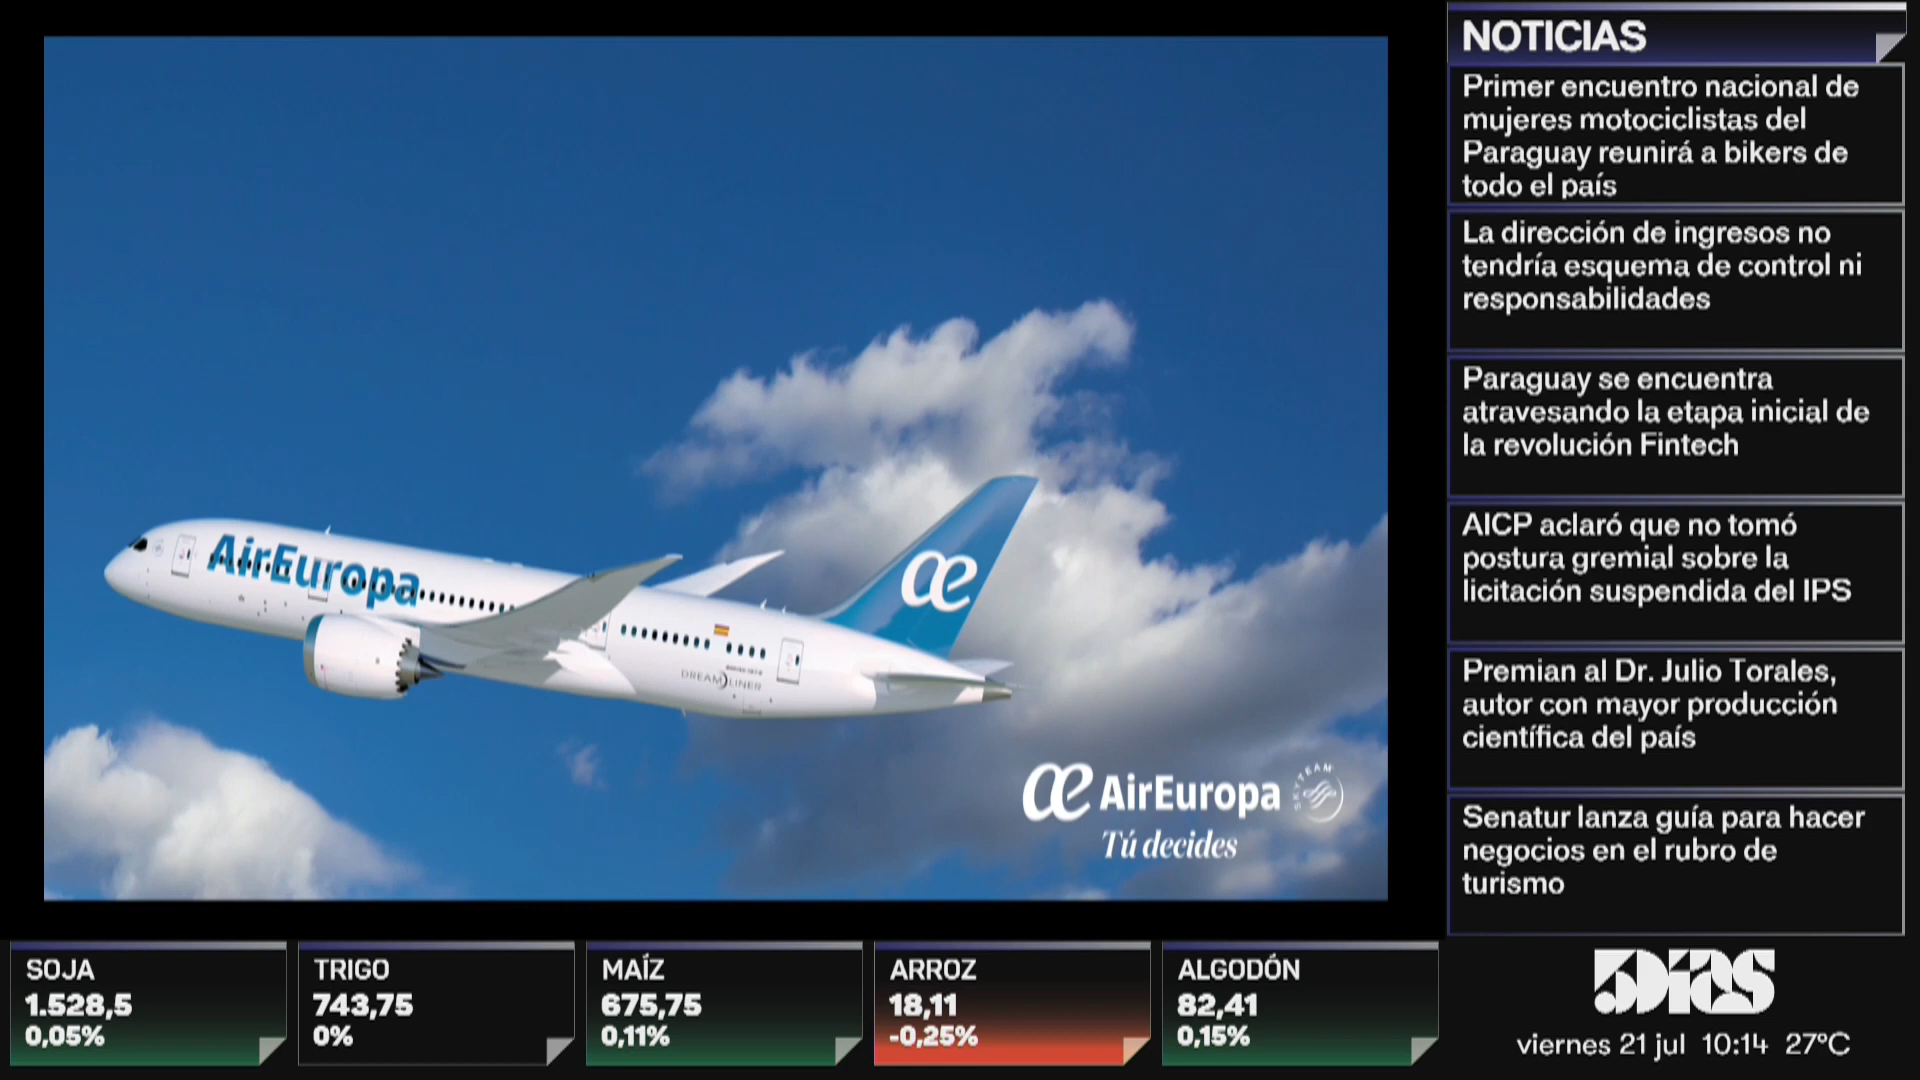 AirEuropa
æ
DREAMLINER
æ AirEuropa
SKYTEAM
Tú decides
NOTICIAS
Primer encuentro nacional de
mujeres motociclistas del
Paraguay reunirá a bikers de
todo el país
La dirección de ingresos no
tendría esquema de control ni
responsabilidades
Paraguay se encuentra
atravesando la etapa inicial de
la revolución Fintech
AICP aclaró que no tomó
postura gremial sobre la
licitación suspendida del IPS
Premian al Dr. Julio Torales,
autor con mayor producción
científica del país
Senatur lanza guía para hacer
negocios en el rubro de
turismo
SOJA
1.528,5
0,05%
TRIGO
743,75
0%
MAÍZ
675,75
0,11%
ARROZ
18,11
-0,25%
ALGODÓN
82,41
0,15%
5DÍAS
viernes 21 jul 10:14 27°C